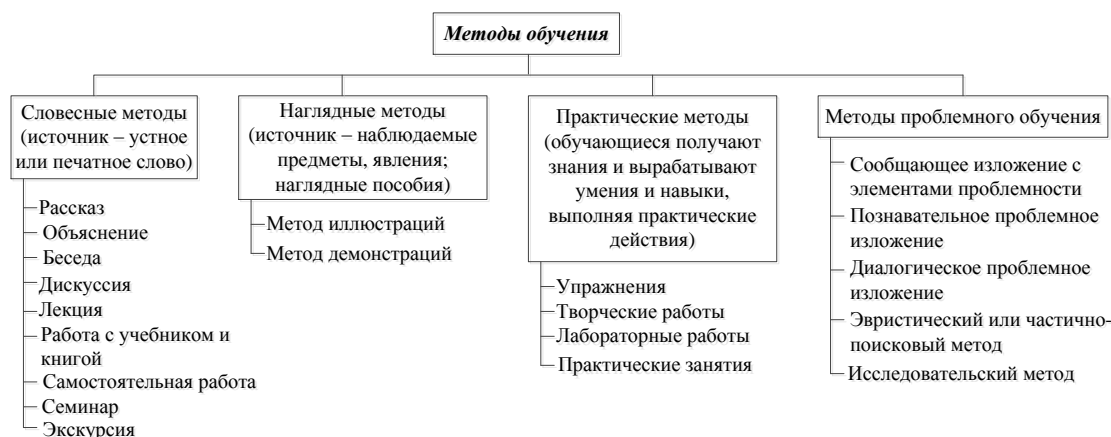 Методы обучения
Словесные методы
(источник – устное
или печатное слово)
Рассказ
Объяснение
Беседа
Дискуссия
Лекция
Работа с учебником и
книгой
Самостоятельная работа
Семинар
Экскурсия
Наглядные методы
(источник – наблюдаемые
предметы, явления;
наглядные пособия)
Метод иллюстраций
Метод демонстраций
Практические методы
(обучающиеся получают
знания и вырабатывают
умения и навыки,
выполняя практические
действия)
Упражнения
Творческие работы
Лабораторные работы
Практические занятия
Методы проблемного обучения
Сообщающее изложение с
элементами проблемности
Познавательное проблемное
изложение
Диалогическое проблемное
изложение
Эвристический или частично-
поисковый метод
Исследовательский метод